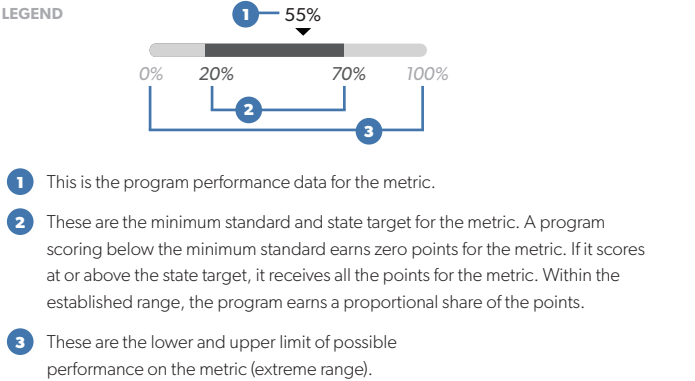 LEGEND
1 55%
0% 20% 70% 100%
2
3
1 This is the program performance data for the metric.
2 These are the minimum standard and state target for the metric. A program
scoring below the minimum standard earns zero points for the metric. If it scores
at or above the state target, it receives all the points for the metric. Within the
established range, the program earns a proportional share of the points.
3 These are the lower and upper limit of possible
performance on the metric (extreme range).